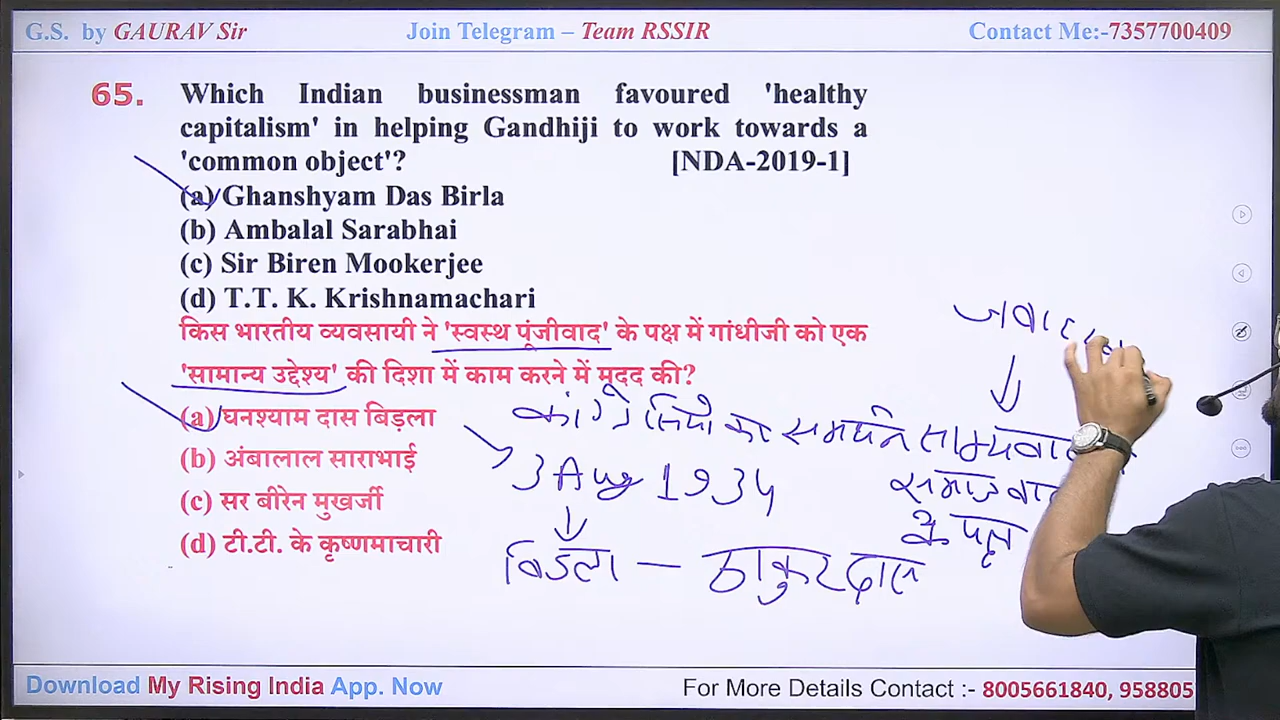 G.S. by GAURAV Sir
Join Telegram – Team RSSIR
Contact Me:-7357700409
65. Which Indian businessman favoured 'healthy
capitalism' in helping Gandhiji to work towards a
'common object'? [NDA-2019-1]
(a) Ghanshyam Das Birla
(b) Ambalal Sarabhai
(c) Sir Biren Mookerjee
(d) T.T. K. Krishnamachari
किस भारतीय व्यवसायी ने 'स्वस्थ पूंजीवाद' के पक्ष में गांधीजी को एक
'सामान्य उद्देश्य' की दिशा में काम करने में मदद की?
(a) घनश्याम दास बिड़ला
(b) अंबालाल साराभाई
(c) सर बीरेन मुखर्जी
(d) टी.टी. के कृष्णमाचारी
का समर्थन
3 Aug 1934
के पक्ष
बिडला — ठाकुरदास
Download My Rising India App. Now
For More Details Contact :- 8005661840, 958805